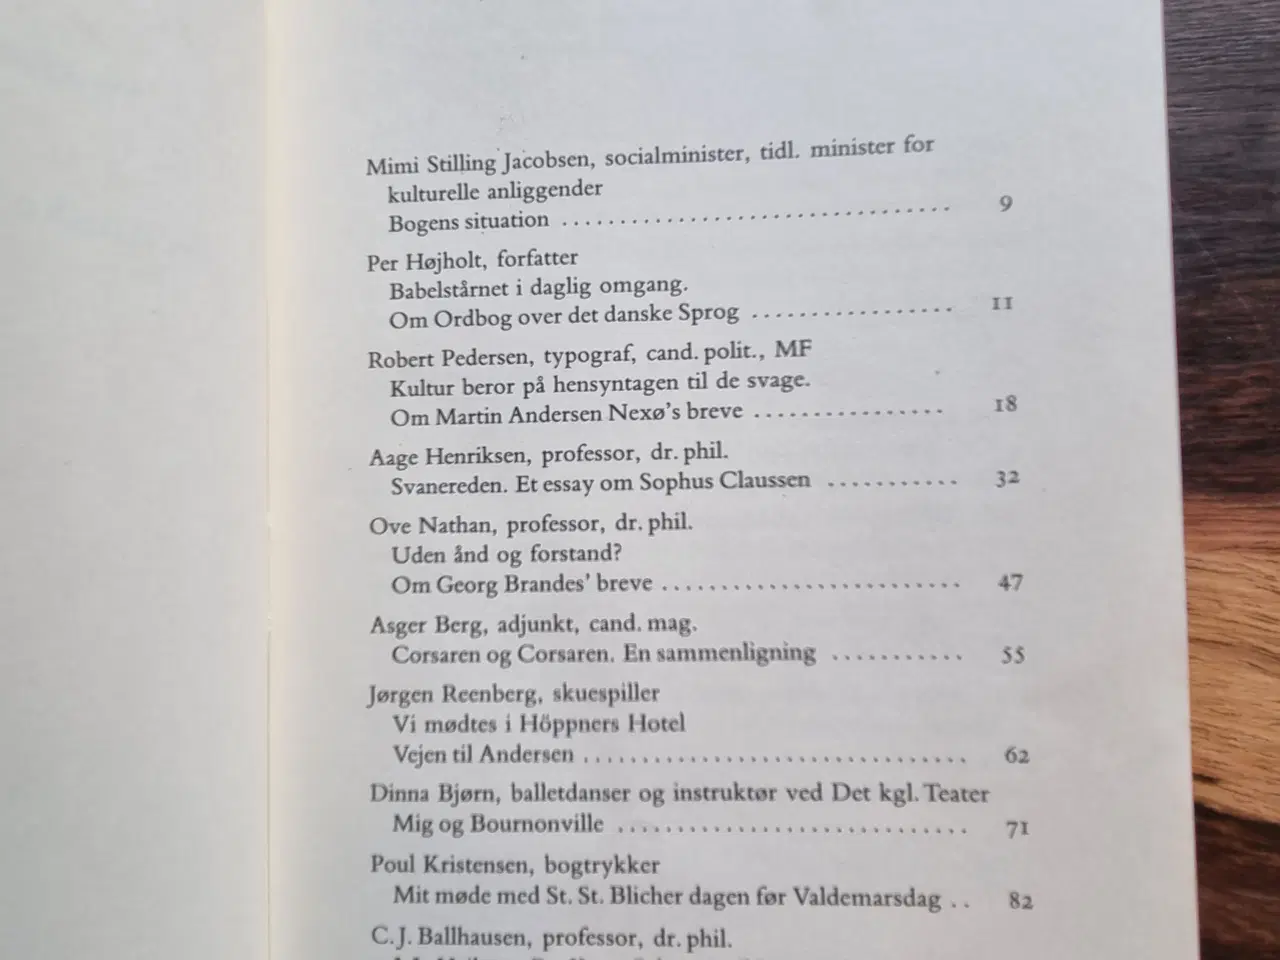 Mimi Stilling Jacobsen, socialminister, tidl. minister for
kulturelle anliggender
Bogens situation ................................. 9
Per Højholt, forfatter
Babelstårnet i daglig omgang.
Om Ordbog over det danske Sprog ................. 11
Robert Pedersen, typograf, cand. polit., MF
Kultur beror på hensyntagen til de svage.
Om Martin Andersen Nexø's breve ................ 18
Aage Henriksen, professor, dr. phil.
Svanereden. Et essay om Sophus Claussen ........... 32
Ove Nathan, professor, dr. phil.
Uden ånd og forstand?
Om Georg Brandes' breve .......................... 47
Asger Berg, adjunkt, cand. mag.
Corsaren og Corsaren. En sammenligning ........... 55
Jørgen Reenberg, skuespiller
Vi mødtes i Höppners Hotel
Vejen til Andersen ................................. 62
Dinna Bjørn, balletdanser og instruktør ved Det kgl. Teater
Mig og Bournonville .............................. 71
Poul Kristensen, bogtrykker
Mit møde med St. St. Blicher dagen før Valdemarsdag .. 82
C. J. Ballhausen, professor, dr. phil.